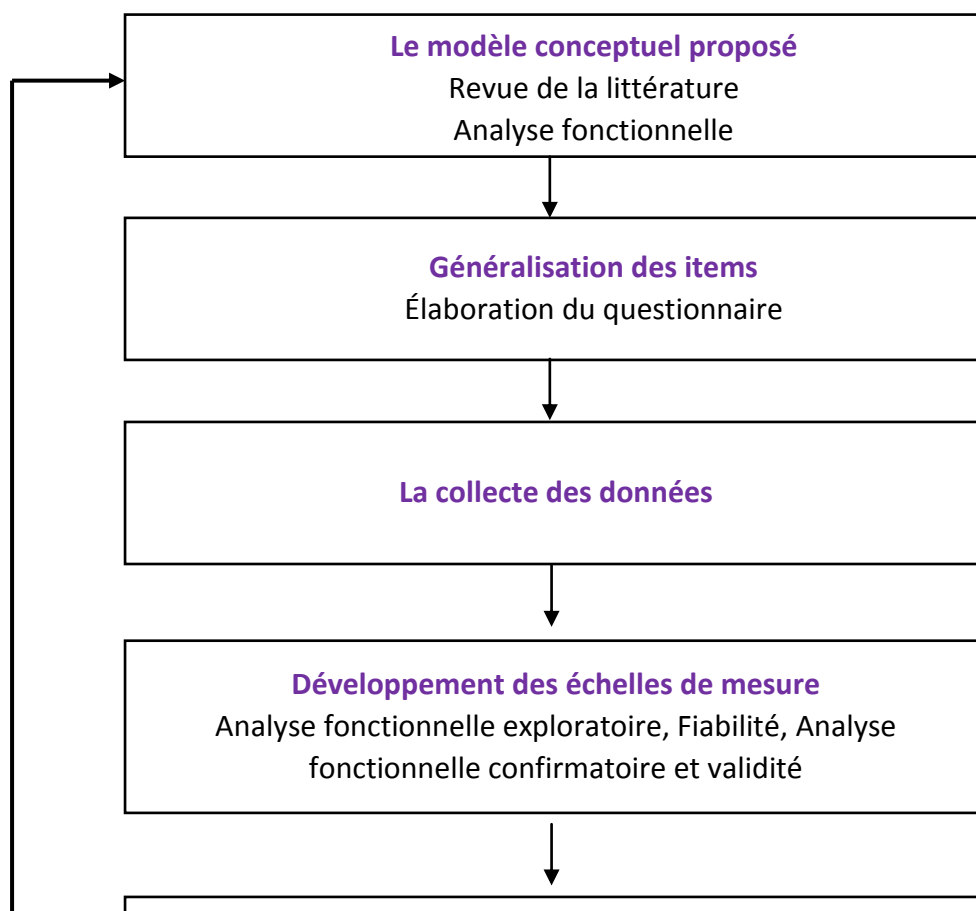 Le modèle conceptuel proposé
Revue de la littérature
Analyse fonctionnelle
Généralisation des items
Élaboration du questionnaire
La collecte des données
Développement des échelles de mesure
Analyse fonctionnelle exploratoire, Fiabilité, Analyse
fonctionnelle confirmatoire et validité